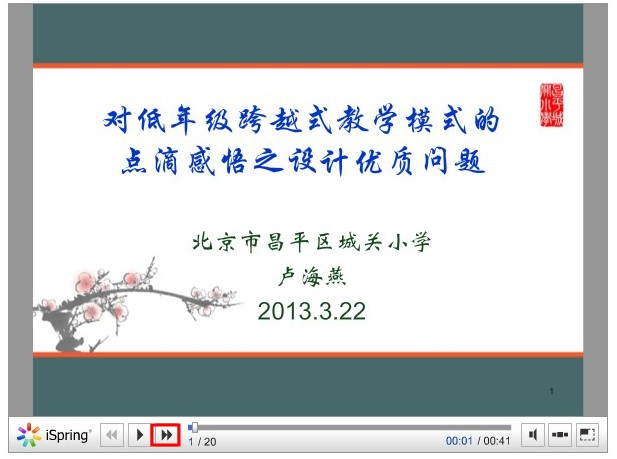 对低年级跨越式教学模式的
点滴感悟之设计优质问题
北京市昌平区城关小学
卢海燕
2013.3.22
1
iSpring
1 / 20
00:01 / 00:41